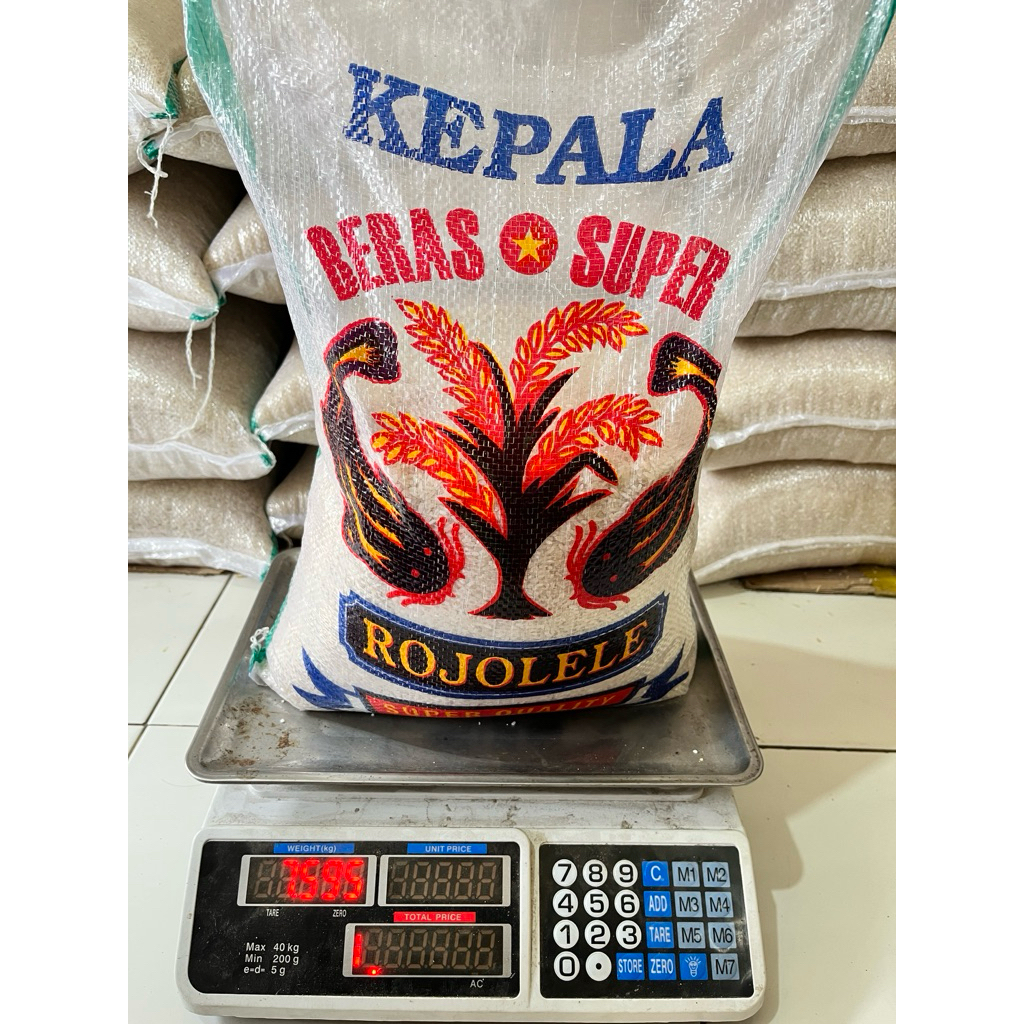 KEPALA
BERAS SUPER
ROJOLELE
SUPER QUALITY
WEIGHT(kg) UNIT PRICE
TARE ZERO
TOTAL PRICE
Max 40 kg
Min 200 g
e=d= 5 g
AC
7 8 9 C. M1 M2
4 5 6 ADD M3 M4
1 2 3 TARE M5 M6
0 • STORE ZERO M7